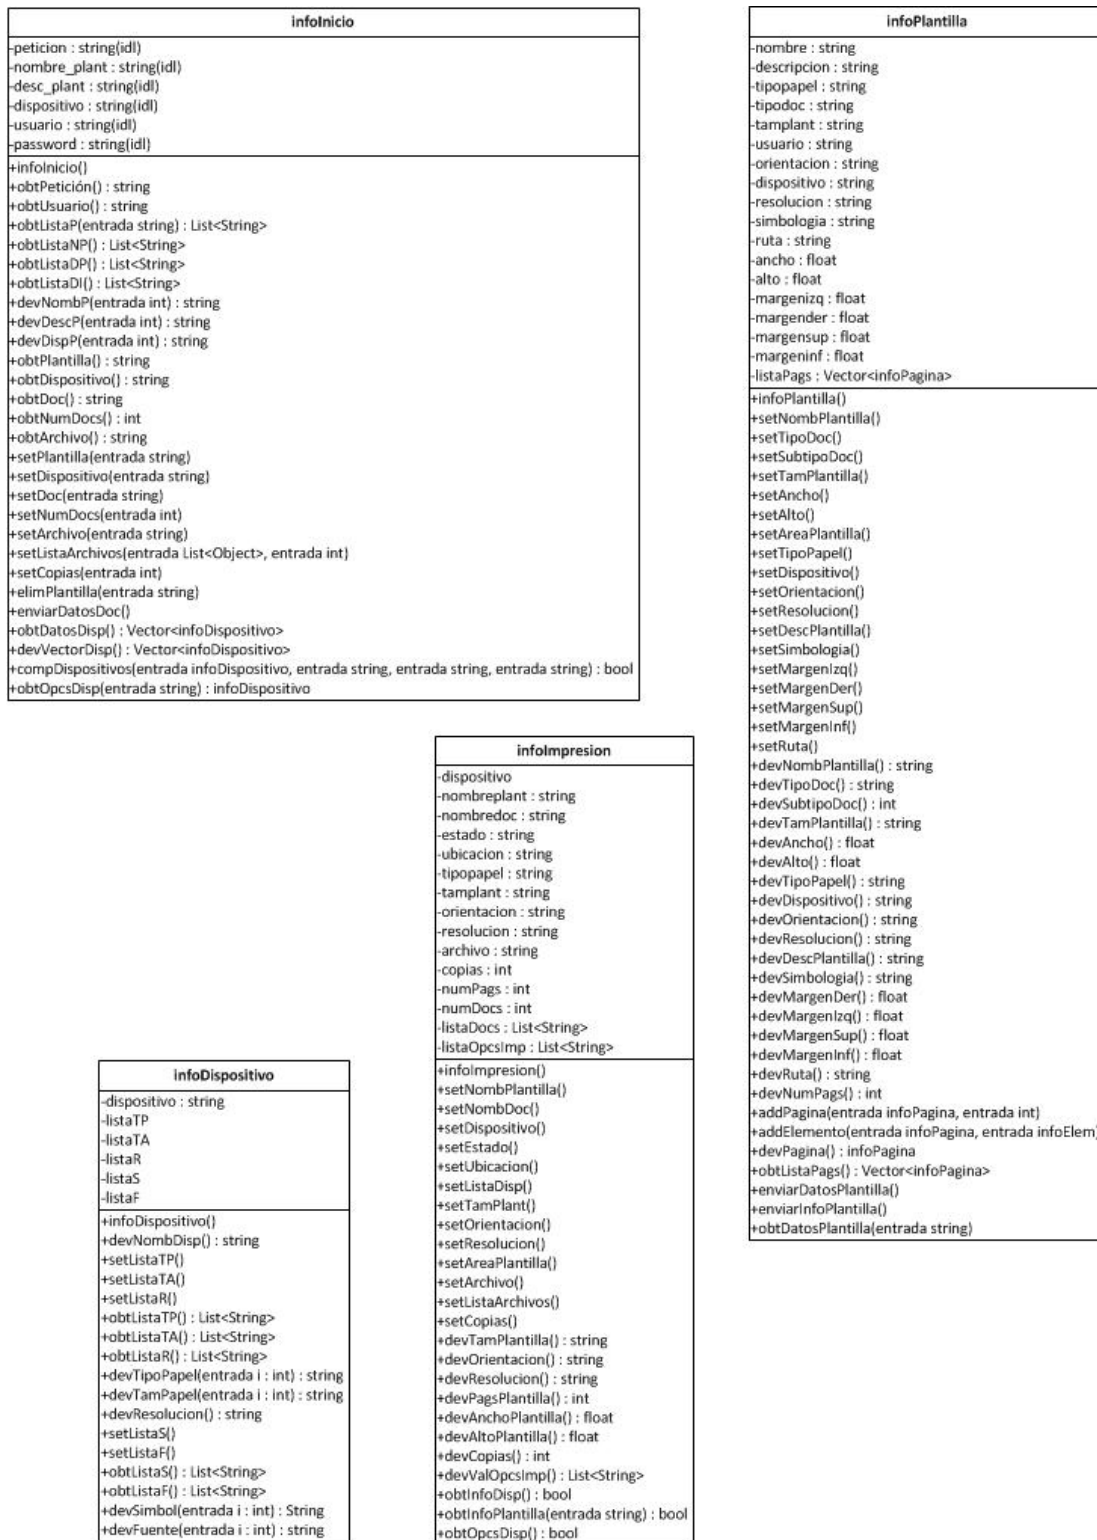 infoInicio
-peticion : string(idl)
-nombre_plant : string(idl)
-desc_plant : string(idl)
-dispositivo : string(idl)
-usuario : string(idl)
-password : string(idl)
+infoInicio()
+obtPetición() : string
+obtUsuario() : string
+obtListaP(entrada string) : List<String>
+obtListaNP() : List<String>
+obtListaDP() : List<String>
+obtListaDI() : List<String>
+devNombP(entrada int) : string
+devDescP(entrada int) : string
+devDispP(entrada int) : string
+obtPlantilla() : string
+obtDispositivo() : string
+obtDoc() : string
+obtNumDocs() : int
+obtArchivo() : string
+setPlantilla(entrada string)
+setDispositivo(entrada string)
+setDoc(entrada string)
+setNumDocs(entrada int)
+setArchivo(entrada string)
+setListaArchivos(entrada List<Object>, entrada int)
+setCopias(entrada int)
+elimPlantilla(entrada string)
+enviarDatosDoc()
+obtDatosDisp() : Vector<infoDispositivo>
+devVectorDisp() : Vector<infoDispositivo>
+compDispositivos(entrada infoDispositivo, entrada string, entrada string, entrada string) : bool
+obtOpcsDisp(entrada string) : infoDispositivo
infoPlantilla
-nombre : string
-descripcion : string
-tipopapel : string
-tipodoc : string
-tamplant : string
-usuario : string
-orientacion : string
-dispositivo : string
-resolucion : string
-simbologia : string
-ruta : string
-ancho : float
-alto : float
-margenizq : float
-margender : float
-margensup : float
-margeninf : float
-listaPags : Vector<infoPagina>
+infoPlantilla()
+setNombPlantilla()
+setTipoDoc()
+setSubtipoDoc()
+setTamPlantilla()
+setAncho()
+setAlto()
+setAreaPlantilla()
+setTipoPapel()
+setDispositivo()
+setOrientacion()
+setResolucion()
+setDescPlantilla()
+setSimbologia()
+setMargenIzq()
+setMargenDer()
+setMargenSup()
+setMargenInf()
+setRuta()
+devNombPlantilla() : string
+devTipoDoc() : string
+devSubtipoDoc() : int
+devTamPlantilla() : string
+devAncho() : float
+devAlto() : float
+devTipoPapel() : string
+devDispositivo() : string
+devOrientacion() : string
+devResolucion() : string
+devDescPlantilla() : string
+devSimbologia() : string
+devMargenDer() : float
+devMargenIzq() : float
+devMargenSup() : float
+devMargenInf() : float
+devRuta() : string
+devNumPags() : int
+addPagina(entrada infoPagina, entrada int)
+addElemento(entrada infoPagina, entrada infoElem)
+devPagina() : infoPagina
+obtListaPags() : Vector<infoPagina>
+enviarDatosPlantilla()
+enviarInfoPlantilla()
+obtDatosPlantilla(entrada string)
infoImpresion
-dispositivo
-nombreplant : string
-nombredoc : string
-estado : string
-ubicacion : string
-tipopapel : string
-tamplant : string
-orientacion : string
-resolucion : string
-archivo : string
-copias : int
-numPags : int
-numDocs : int
-listaDocs : List<String>
-listaOpcsImp : List<String>
+infoImpresion()
+setNombPlantilla()
+setNombDoc()
+setDispositivo()
+setEstado()
+setUbicacion()
+setListaDisp()
+setTamPlant()
+setOrientacion()
+setResolucion()
+setAreaPlantilla()
+setArchivo()
+setListaArchivos()
+setCopias()
+devTamPlantilla() : string
+devOrientacion() : string
+devResolucion() : string
+devPagsPlantilla() : int
+devAnchoPlantilla() : float
+devAltoPlantilla() : float
+devCopias() : int
+devValOpcsImp() : List<String>
+obtInfoDisp() : bool
+obtInfoPlantilla(entrada string) : bool
+obtOpcsDisp() : bool
infoDispositivo
-dispositivo : string
-listaTP
-listaTA
-listaR
-listaS
-listaF
+infoDispositivo()
+devNombDisp() : string
+setListaTP()
+setListaTA()
+setListaR()
+obtListaTP() : List<String>
+obtListaTA() : List<String>
+obtListaR() : List<String>
+devTipoPapel(entrada i : int) : string
+devTamPapel(entrada i : int) : string
+devResolucion() : string
+setListaS()
+setListaF()
+obtListaS() : List<String>
+obtListaF() : List<String>
+devSimbol(entrada i : int) : String
+devFuente(entrada i : int) : string